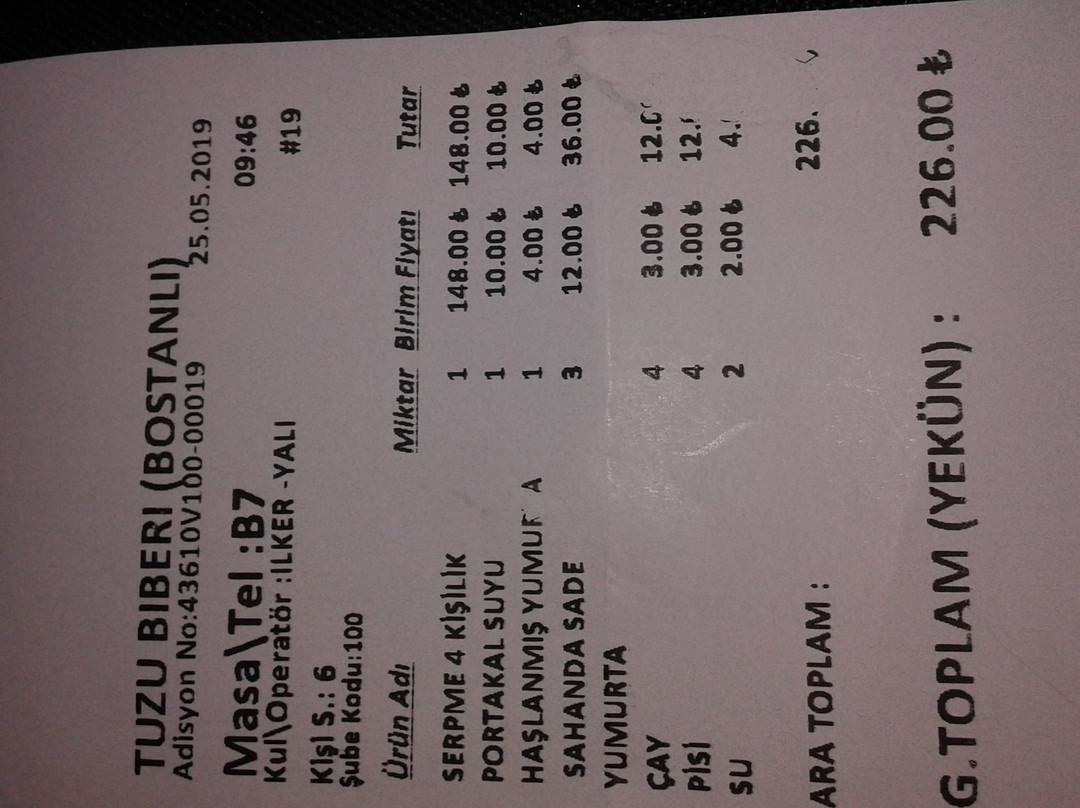 TUZU BIBERI (BOSTANLI)
Adisyon No:43610V100-00019 25.05.2019
Masa\Tel :B7 09:46
Kul\Operatör :İLKER -YALI #19
Kişi S.: 6
Şube Kodu:100
Ürün Adı Miktar Birim Fiyatı Tutar
SERPME 4 KİŞİLİK 1 148.00 ₺ 148.00 ₺
PORTAKAL SUYU 1 10.00 ₺ 10.00 ₺
HAŞLANMIŞ 1 4.00 ₺ 4.00 ₺
SAHANDA SADE 3 12.00 ₺ 36.00 ₺
YUMURTA
ÇAY 4 3.00 ₺
PİŞİ 4 3.00 ₺
SU 2 2.00 ₺
ARA TOPLAM :
G.TOPLAM (YEKÜN) : 226.00 ₺